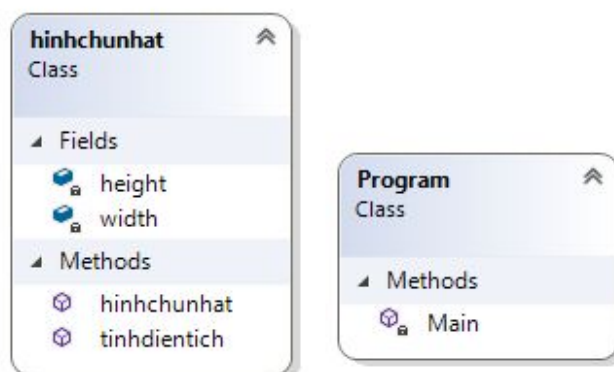 hinhchunhat
Class
Fields
height
width
Methods
hinhchunhat
tinhdientich
Program
Class
Methods
Main